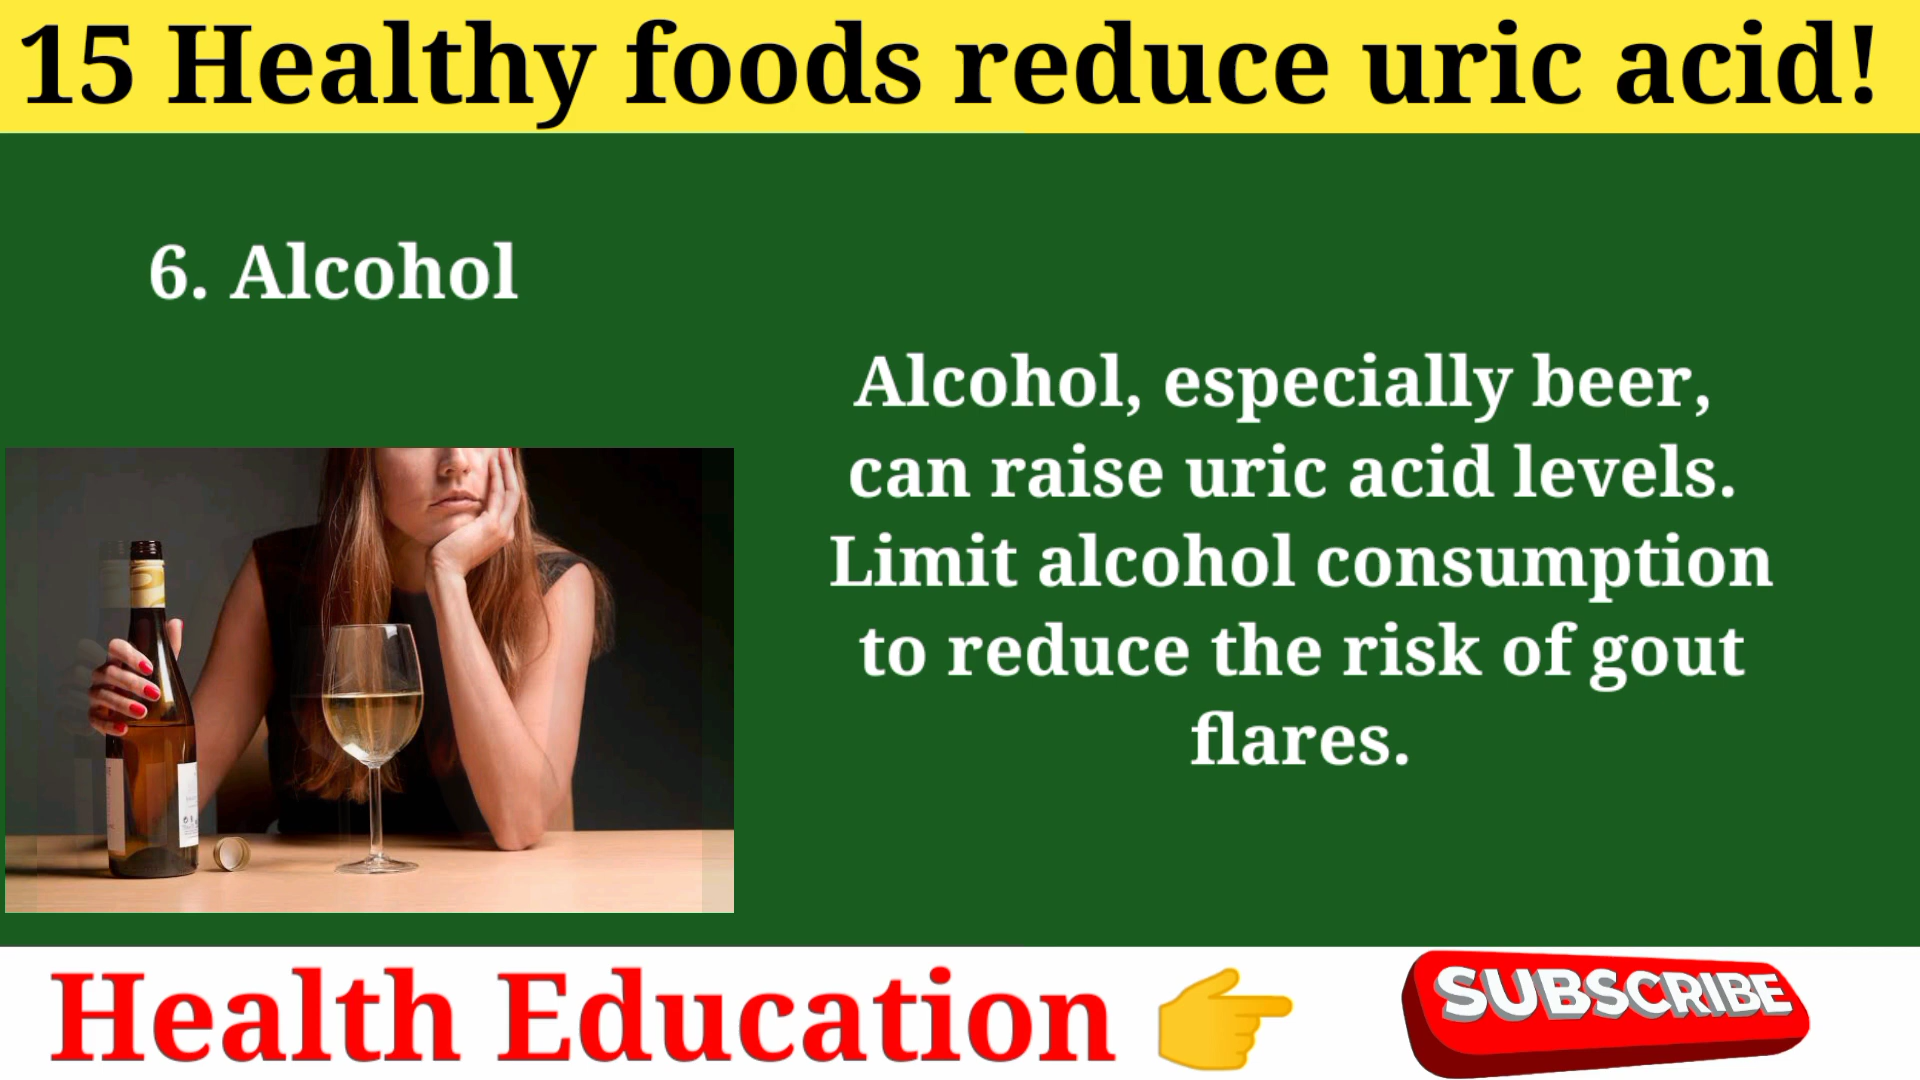 15 Healthy foods reduce uric acid!
6. Alcohol
Alcohol, especially beer,
can raise uric acid levels.
Limit alcohol consumption
to reduce the risk of gout
flares.
Health Education
SUBSCRIBE